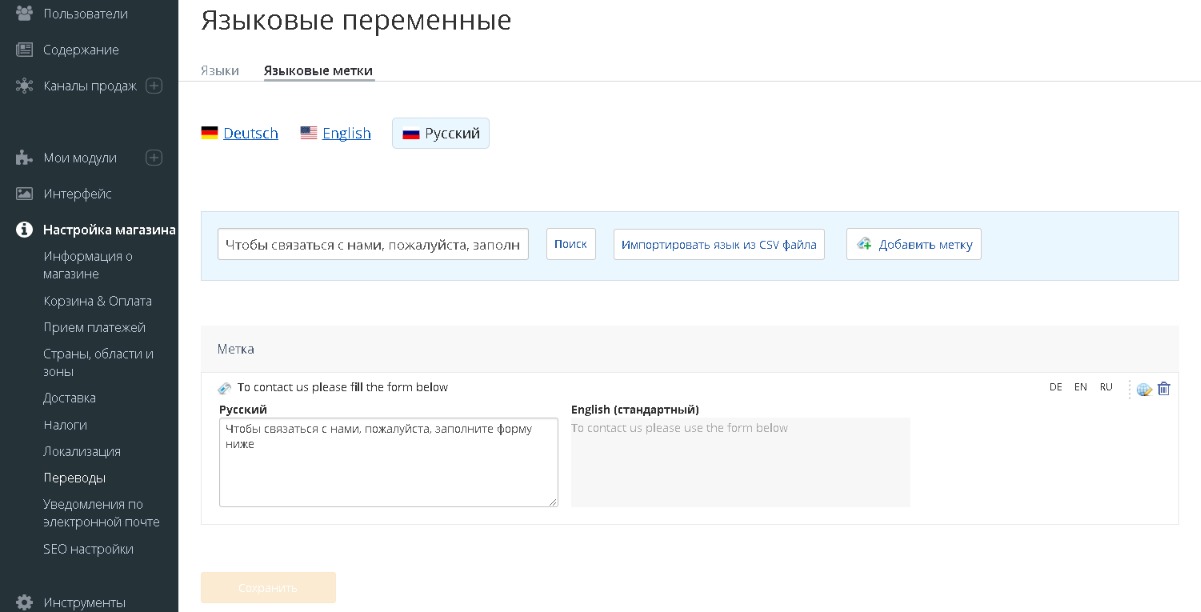 Пользователи
Содержание
Каналы продаж
Мои модули
Интерфейс
Настройка магазина
Информация о
магазине
Корзина & Оплата
Прием платежей
Страны, области и
зоны
Доставка
Налоги
Локализация
Переводы
Уведомления по
электронной почте
SEO настройки
Инструменты
Языковые переменные
Языки Языковые метки
Deutsch English Русский
Чтобы связаться с нами, пожалуйста, заполн Поиск Импортировать язык из CSV файла Добавить метку
Метка
To contact us please fill the form below DE EN RU
Русский English (стандартный)
Чтобы связаться с нами, пожалуйста, заполните форму
ниже
To contact us please use the form below
Сохранить